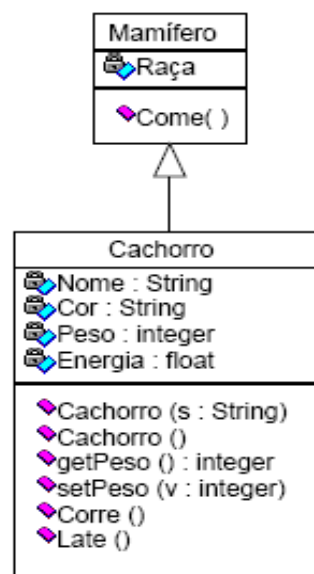 Mamífero
Raça
Come( )
Cachorro
Nome : String
Cor : String
Peso : integer
Energia : float
Cachorro (s : String)
Cachorro ()
getPeso () : integer
setPeso (v : integer)
Corre ()
Late ()